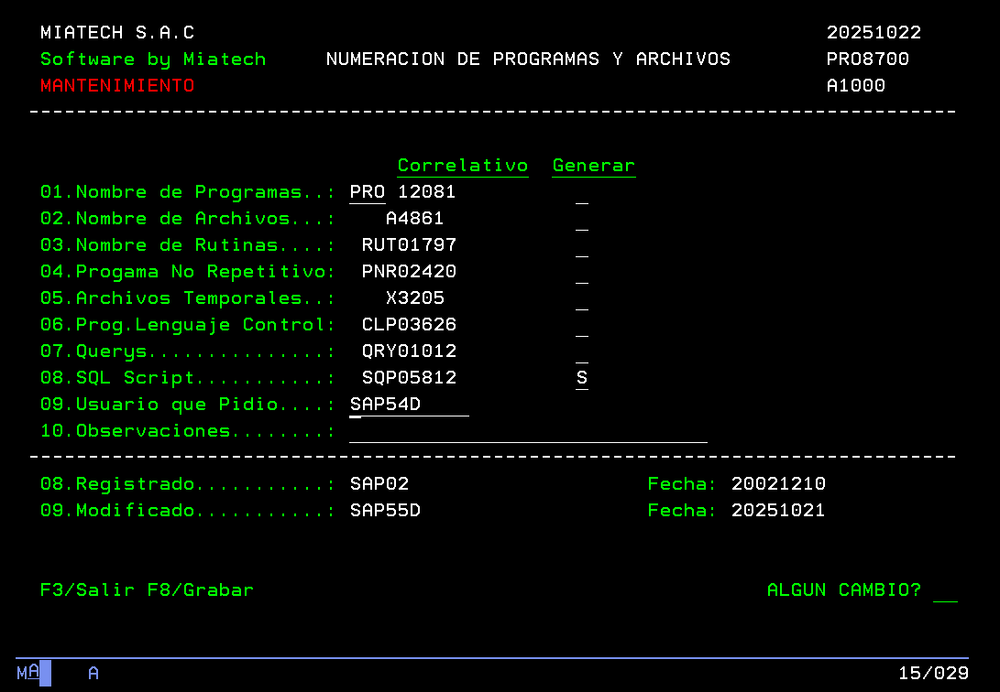 MIATECH S.A.C 20251022
Software by Miatech NUMERACION DE PROGRAMAS Y ARCHIVOS PRO8700
MANTENIMIENTO A1000
------------------------------------------------------------------------------
Correlativo Generar
01.Nombre de Programas..: PRO 12081 _
02.Nombre de Archivos...: A4861 _
03.Nombre de Rutinas....: RUT01797 _
04.Progama No Repetitivo: PNR02420 _
05.Archivos Temporales..: X3205 _
06.Prog.Lenguaje Control: CLP03626 _
07.Querys...............: QRY01012 _
08.SQL Script...........: SQP05812 S
09.Usuario que Pidio....: SAP54D
10.Observaciones........: ______________________________
------------------------------------------------------------------------------
08.Registrado...........: SAP02 Fecha: 20021210
09.Modificado...........: SAP55D Fecha: 20251021
F3/Salir F8/Grabar ALGUN CAMBIO? __
MA A 15/029